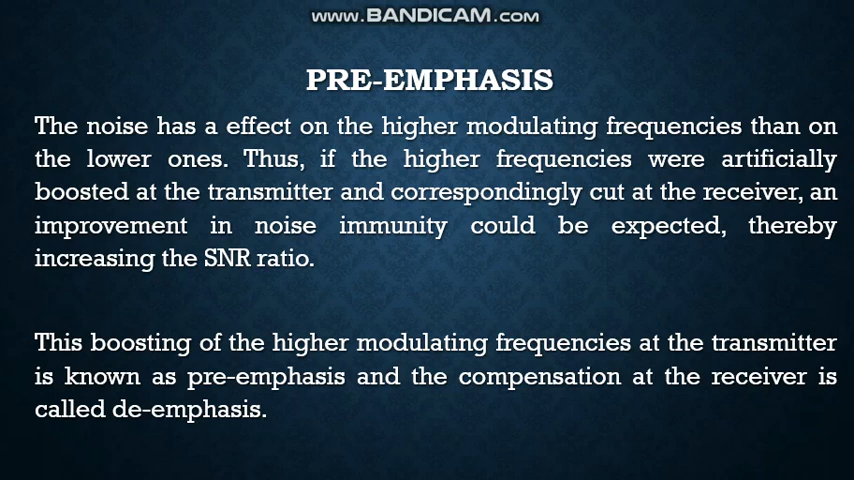 www.BANDICAM.com
PRE-EMPHASIS
The noise has a effect on the higher modulating frequencies than on
the lower ones. Thus, if the higher frequencies were artificially
boosted at the transmitter and correspondingly cut at the receiver, an
improvement in noise immunity could be expected, thereby
increasing the SNR ratio.
This boosting of the higher modulating frequencies at the transmitter
is known as pre-emphasis and the compensation at the receiver is
called de-emphasis.